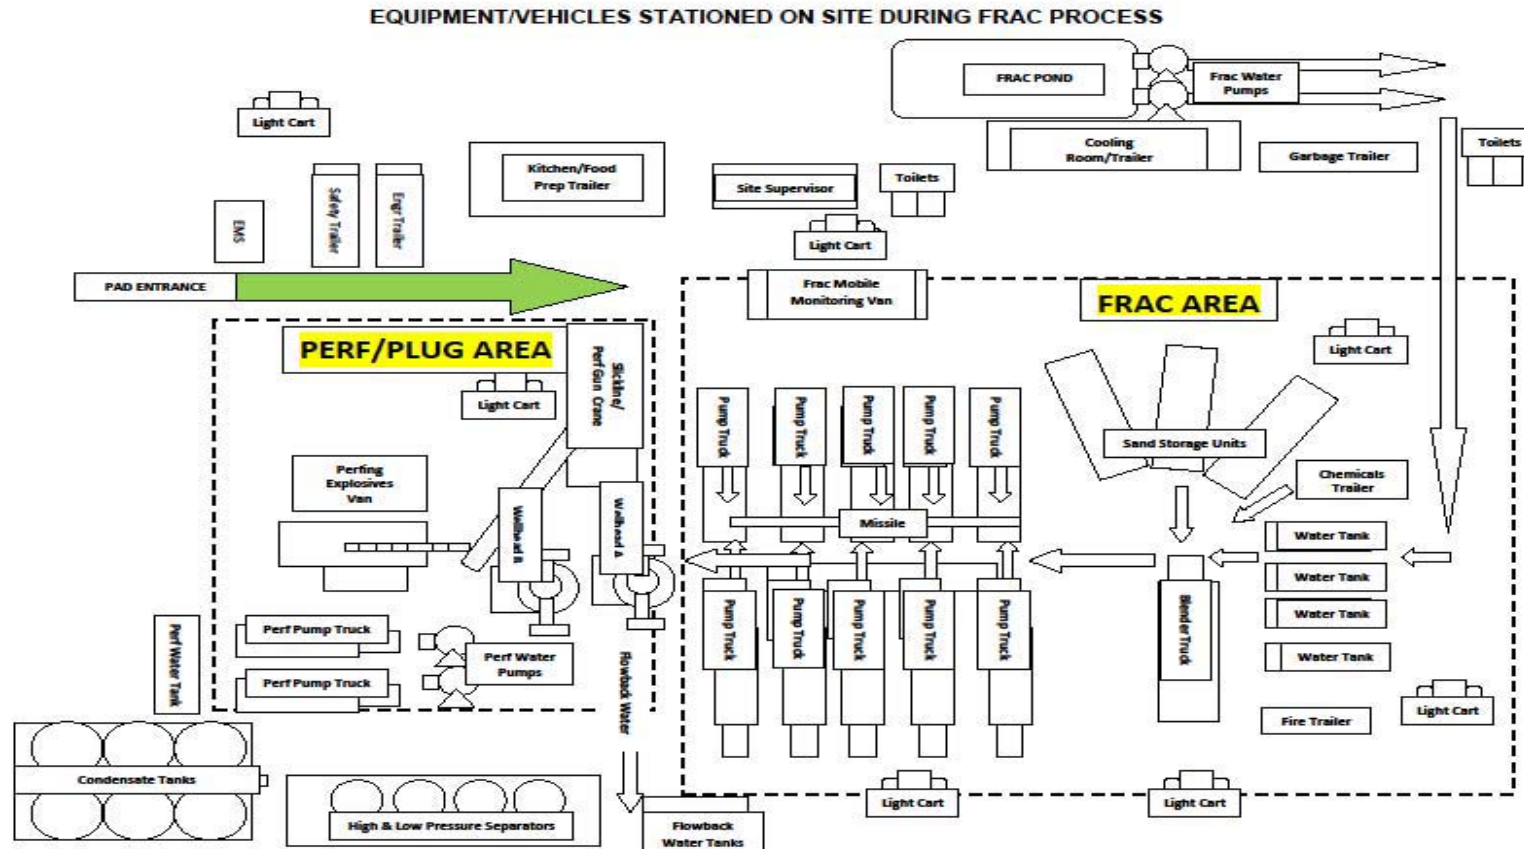 EQUIPMENT/VEHICLES STATIONED ON SITE DURING FRAC PROCESS
FRAC POND
Frac Water
Pumps
Light Cart
Cooling
Room/Trailer
Garbage Trailer
Toilets
Kitchen/Food
Prep Trailer
Site Supervisor
Toilets
Safety Trailer
Engr Trailer
EMS
Light Cart
PAD ENTRANCE
Frac Mobile
Monitoring Van
FRAC AREA
PERF/PLUG AREA
Slickline/
Perf Gun Crane
Light Cart
Light Cart
Pump Truck
Pump Truck
Pump Truck
Pump Truck
Pump Truck
Sand Storage Units
Perfing
Explosives
Van
Chemicals
Trailer
Wellhead B
Wellhead A
Missile
Water Tank
Water Tank
Water Tank
Water Tank
Blender Truck
Pump Truck
Pump Truck
Pump Truck
Pump Truck
Pump Truck
Perf Water Tank
Perf Pump Truck
Perf Pump Truck
Perf Water
Pumps
Flowback Water
Fire Trailer
Light Cart
Condensate Tanks
High & Low Pressure Separators
Flowback
Water Tanks
Light Cart
Light Cart